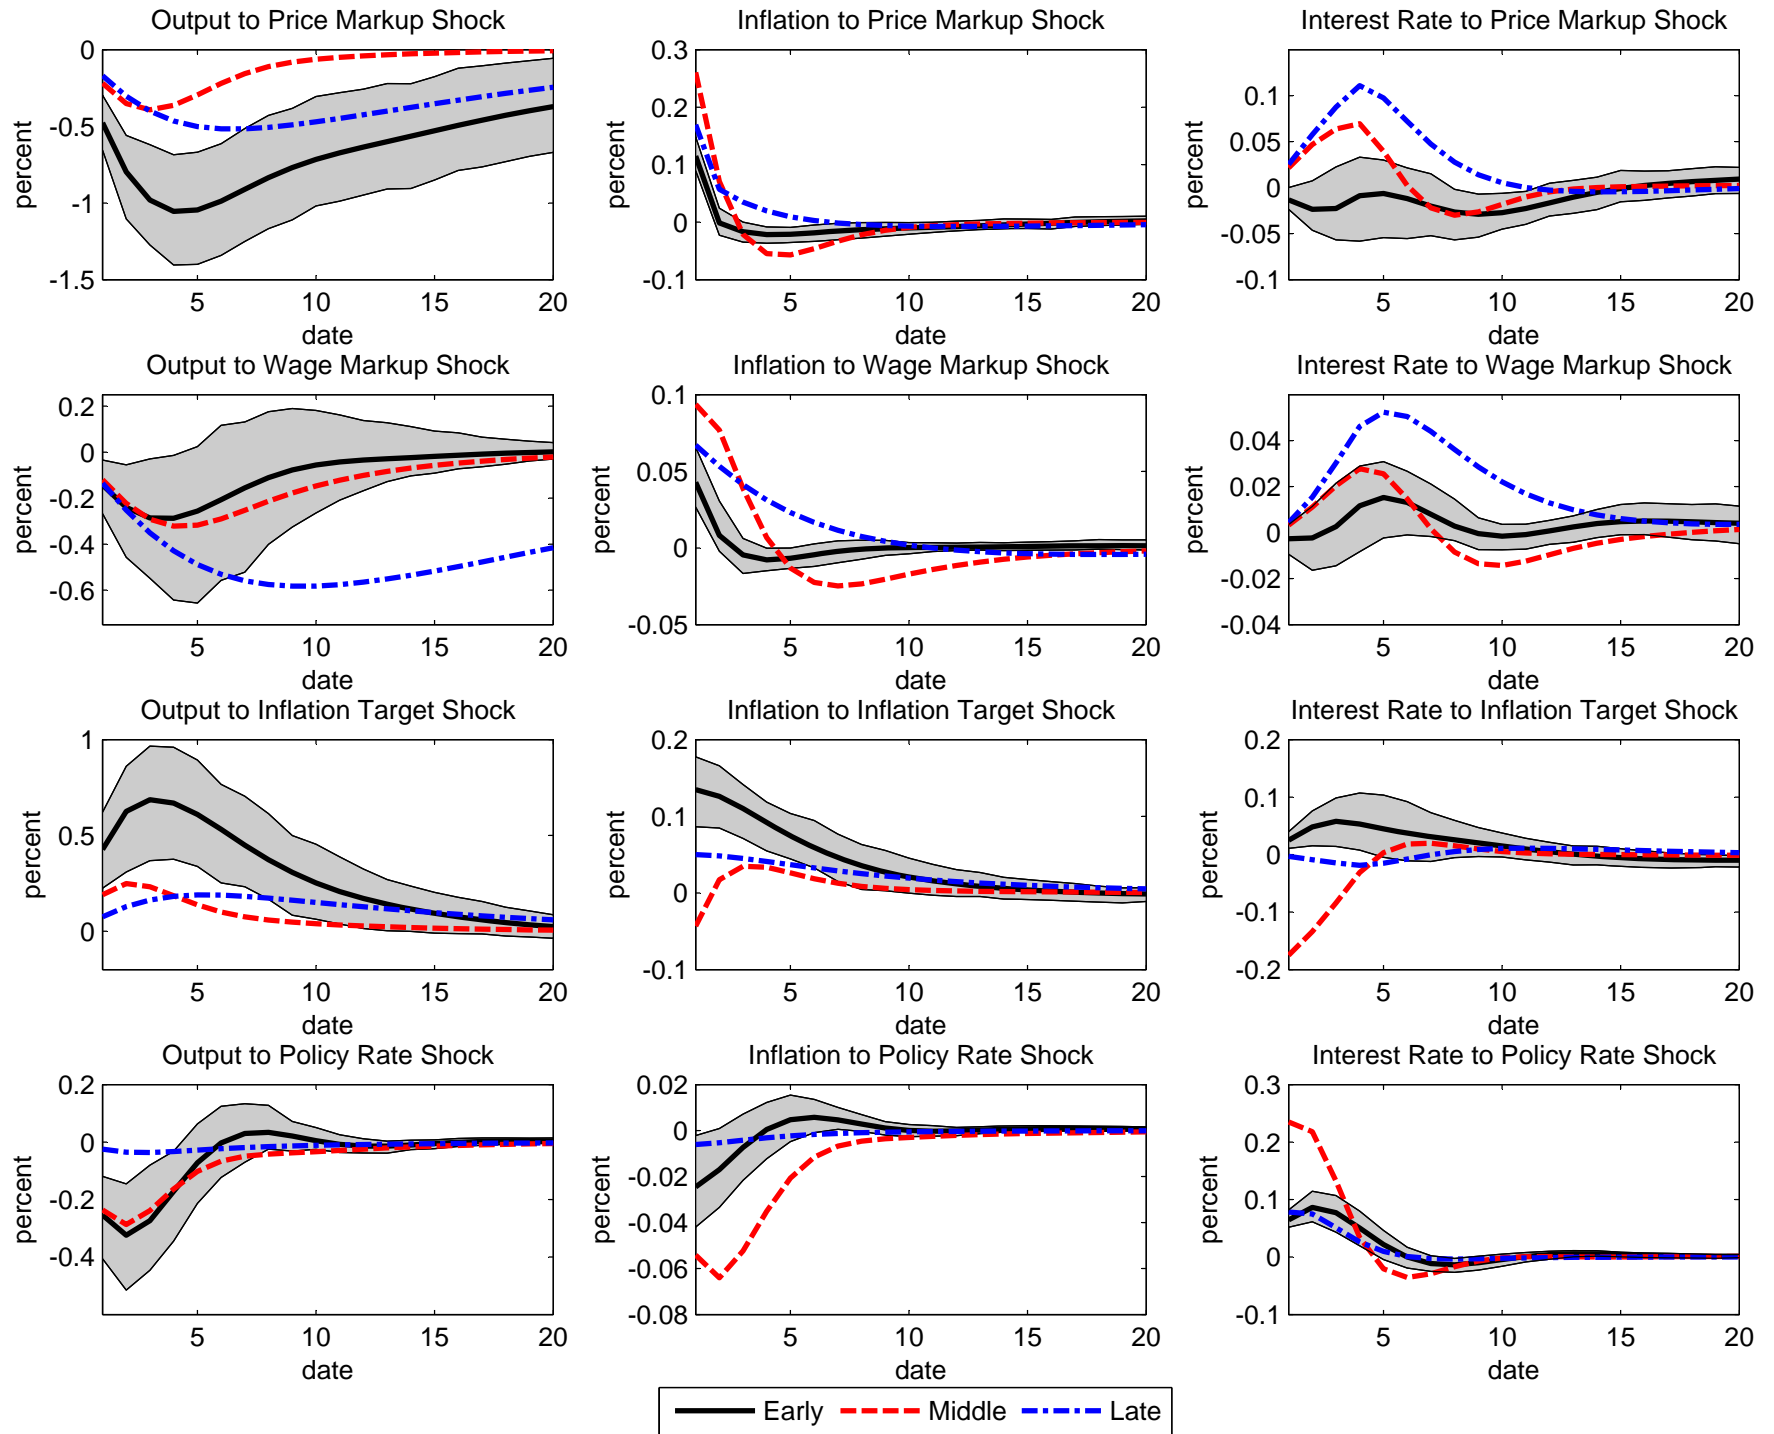 Output to Price Markup Shock
0
-0.5
-1
-1.5
percent
5 10 15 20
date
Inflation to Price Markup Shock
0.3
0.2
0.1
0
-0.1
percent
5 10 15 20
date
Interest Rate to Price Markup Shock
0.1
0.05
0
-0.05
-0.1
percent
5 10 15 20
date
Output to Wage Markup Shock
0.2
0
-0.2
-0.4
-0.6
percent
5 10 15 20
date
Inflation to Wage Markup Shock
0.1
0.05
0
-0.05
percent
5 10 15 20
date
Interest Rate to Wage Markup Shock
0.04
0.02
0
-0.02
-0.04
percent
5 10 15 20
date
Output to Inflation Target Shock
1
0.5
0
percent
5 10 15 20
date
Inflation to Inflation Target Shock
0.2
0.1
0
-0.1
percent
5 10 15 20
date
Interest Rate to Inflation Target Shock
0.2
0.1
0
-0.1
-0.2
percent
5 10 15 20
date
Output to Policy Rate Shock
0.2
0
-0.2
-0.4
percent
5 10 15 20
date
Inflation to Policy Rate Shock
0.02
0
-0.02
-0.04
-0.06
-0.08
percent
5 10 15 20
date
Interest Rate to Policy Rate Shock
0.3
0.2
0.1
0
-0.1
percent
5 10 15 20
date
Early Middle Late